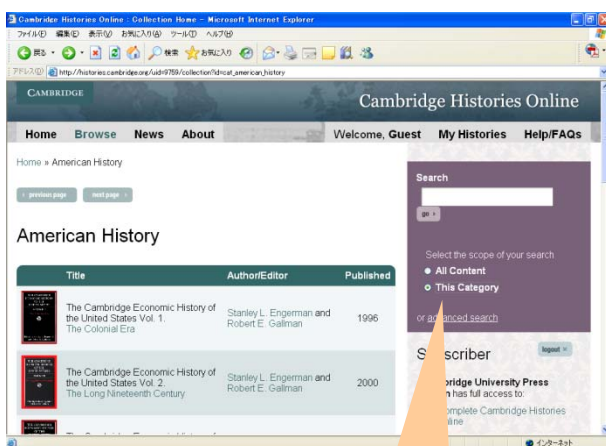 Cambridge Histories Online : Collection Home - Microsoft Internet Explorer
ファイル(F) 編集(E) 表示(V) お気に入り(A) ツール(T) ヘルプ(H)
戻る 検索 お気に入り
アドレス(D) http://histories.cambridge.org/uid=9759/collection?id=cat_american_history
CAMBRIDGE
Cambridge Histories Online
Home Browse News About Welcome, Guest My Histories Help/FAQs
Home » American History
‹ previous page next page ›
American History
Title Author/Editor Published
The Cambridge Economic History of
the United States Vol. 1.
The Colonial Era
Stanley L. Engerman and
Robert E. Gallman
1996
The Cambridge Economic History of
the United States Vol. 2.
The Long Nineteenth Century
Stanley L. Engerman and
Robert E. Gallman
2000
Search
go ›
Select the scope of your search
All Content
This Category
or advanced search
logout
bridge University Press
has full access
to:
omplete Cambridge Histories
インターネット